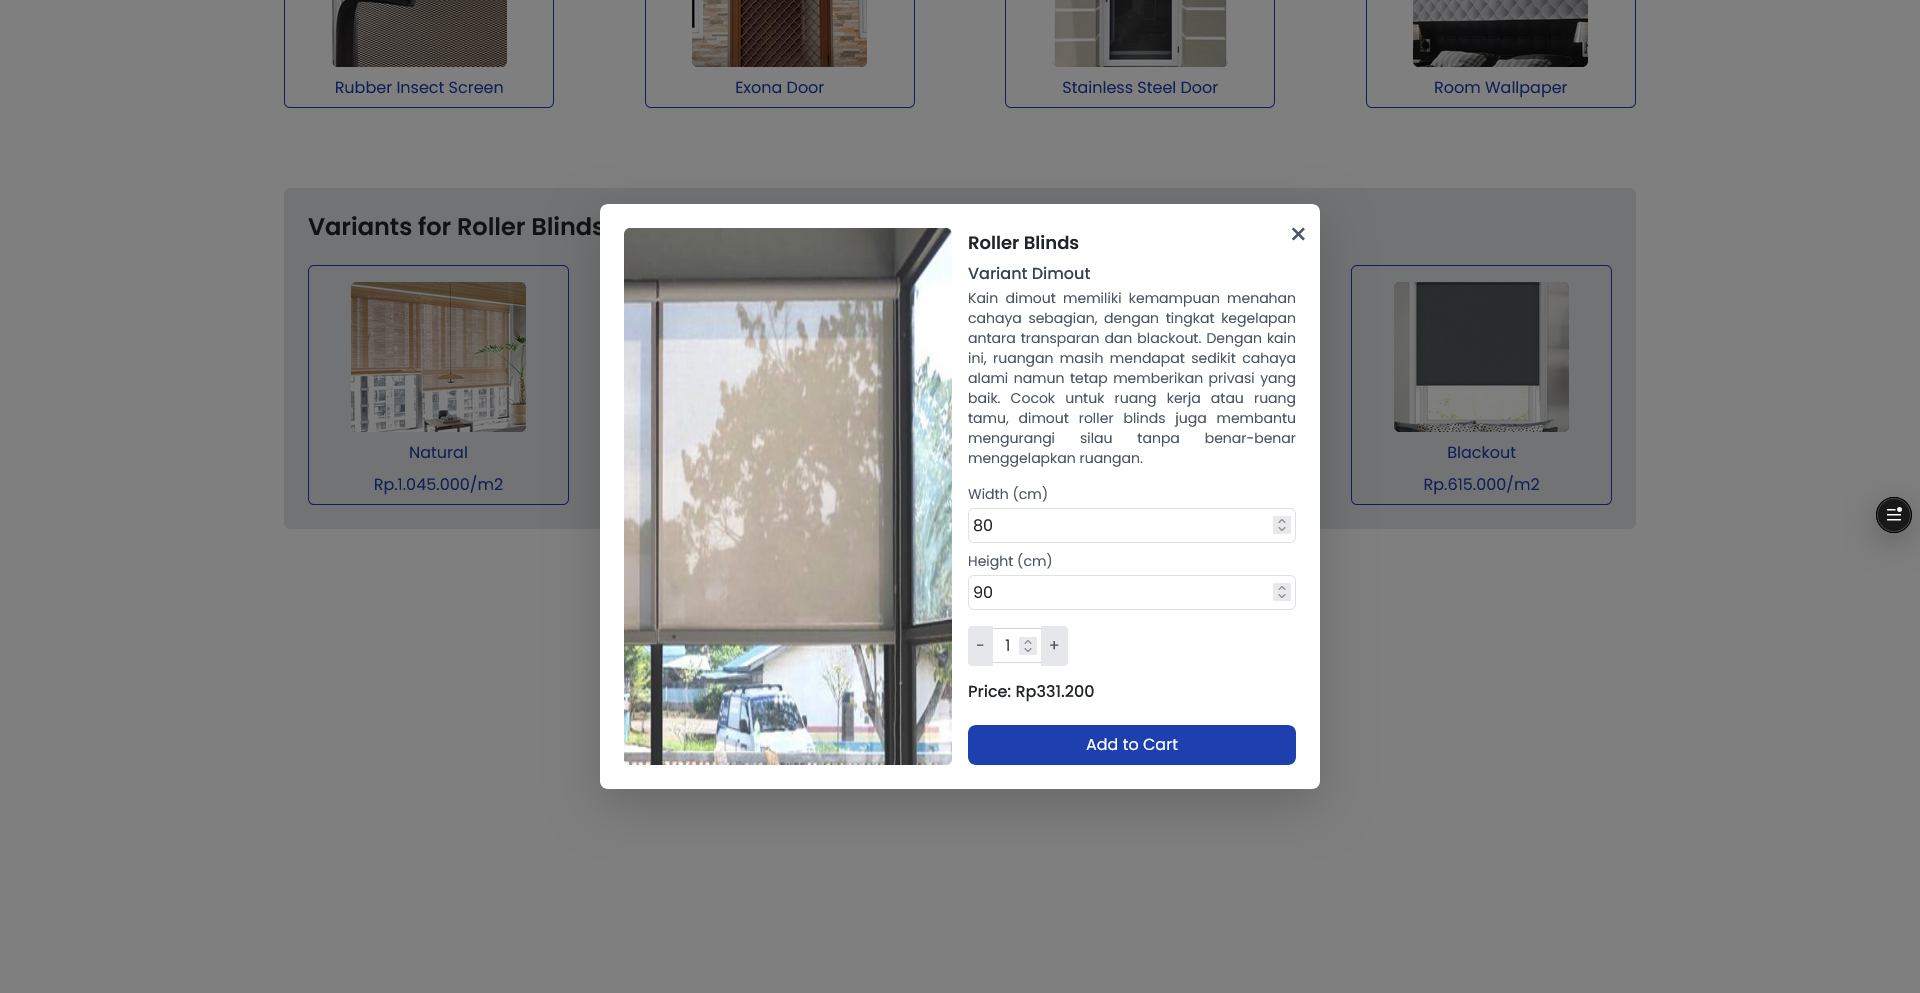 Rubber Insect Screen
Exona Door
Stainless Steel Door
Room Wallpaper
Variants for Roller Blinds
Natural
Rp.1.045.000/m2
Roller Blinds
Variant Dimout
Kain dimout memiliki kemampuan menahan
cahaya sebagian, dengan tingkat kegelapan
antara transparan dan blackout. Dengan kain
ini, ruangan masih mendapat sedikit cahaya
alami namun tetap memberikan privasi yang
baik. Cocok untuk ruang kerja atau ruang
tamu, dimout roller blinds juga membantu
mengurangi silau tanpa benar-benar
menggelapkan ruangan.
Width (cm)
80
Height (cm)
90
- 1 +
Price: Rp331.200
Add to Cart
Blackout
Rp.615.000/m2